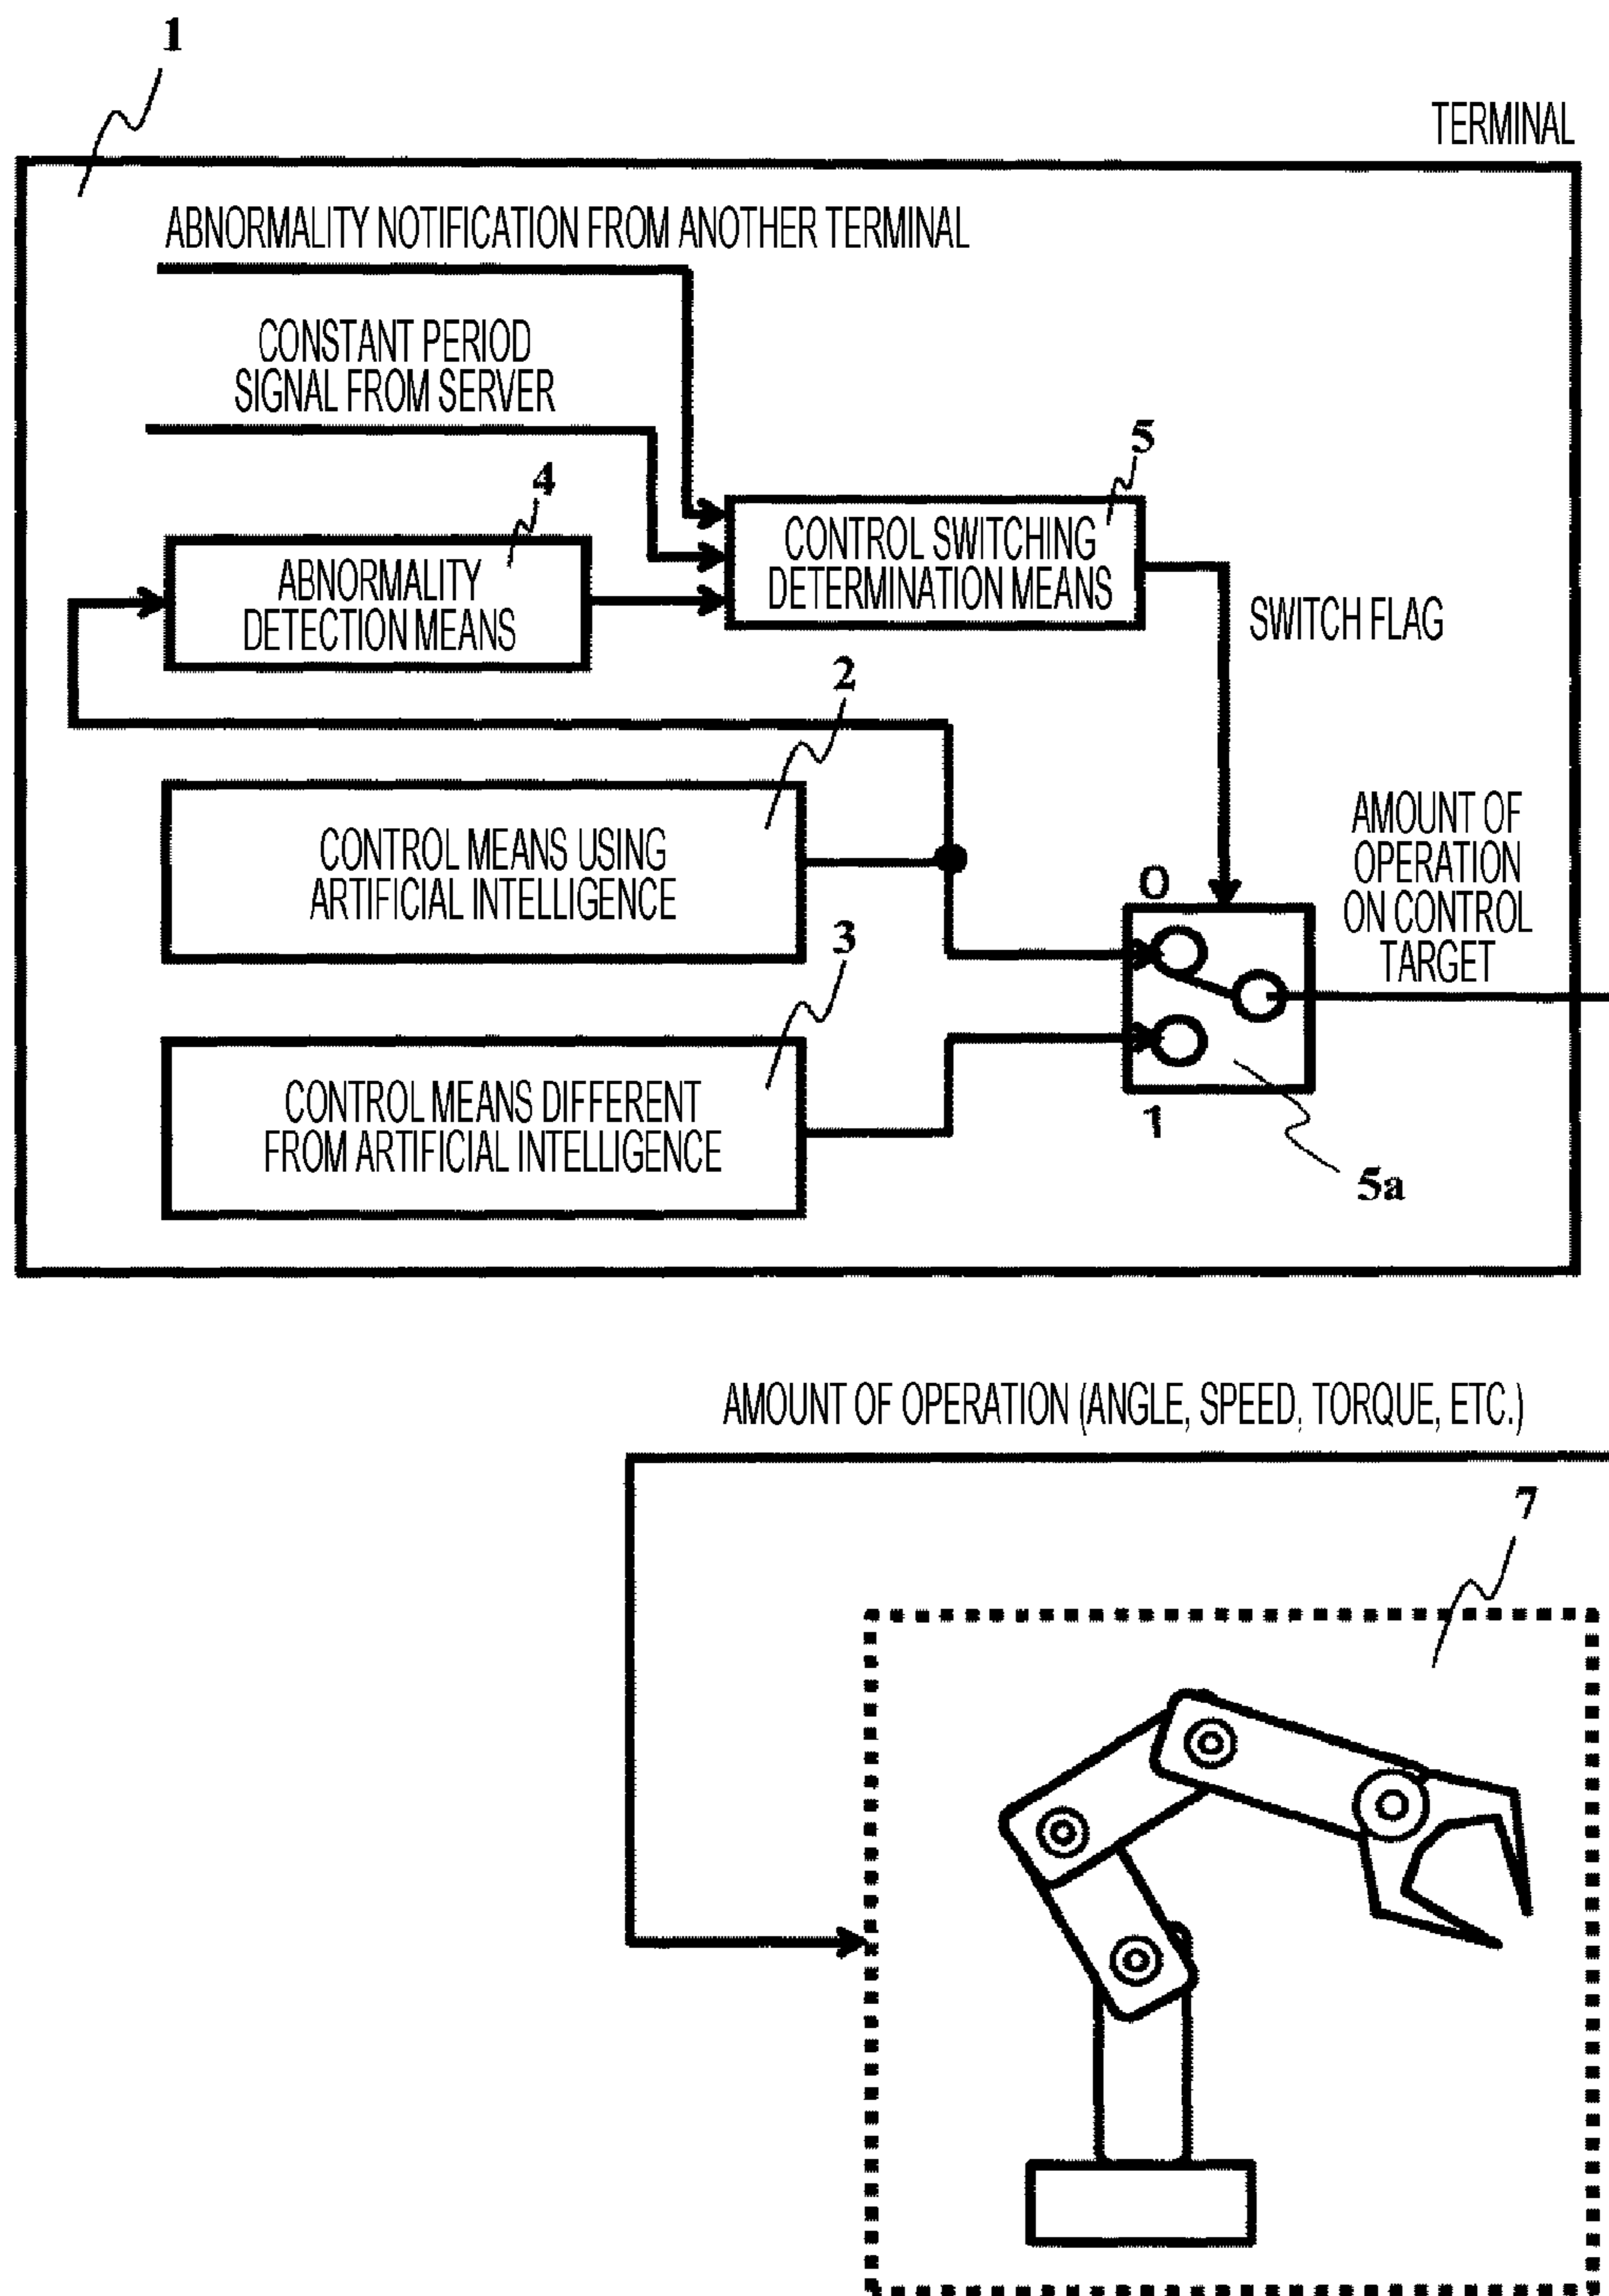 1
TERMINAL
ABNORMALITY NOTIFICATION FROM ANOTHER TERMINAL
CONSTANT PERIOD
SIGNAL FROM SERVER
4
5
ABNORMALITY
DETECTION MEANS
CONTROL SWITCHING
DETERMINATION MEANS
SWITCH FLAG
2
CONTROL MEANS USING
ARTIFICIAL INTELLIGENCE
AMOUNT OF
OPERATION
ON CONTROL
TARGET
0
3
CONTROL MEANS DIFFERENT
FROM ARTIFICIAL INTELLIGENCE
1
5a
AMOUNT OF OPERATION (ANGLE, SPEED, TORQUE, ETC.)
7